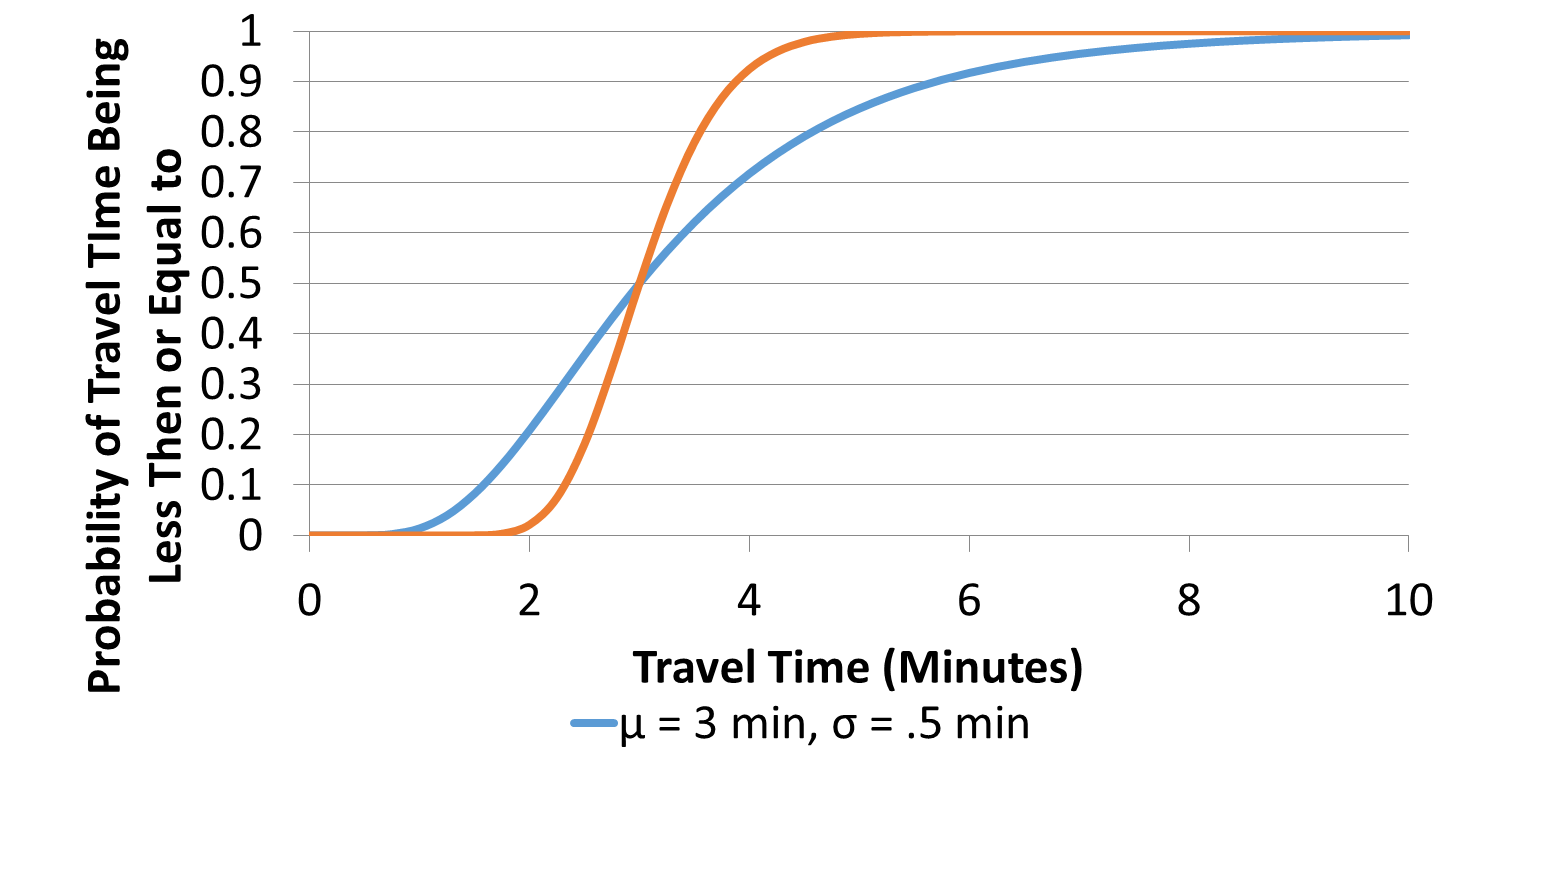 Probability of Travel TIme Being
Less Then or Equal to
1
0.9
0.8
0.7
0.6
0.5
0.4
0.3
0.2
0.1
0
0 2 4 6 8 10
Travel Time (Minutes)
μ = 3 min, σ = .5 min